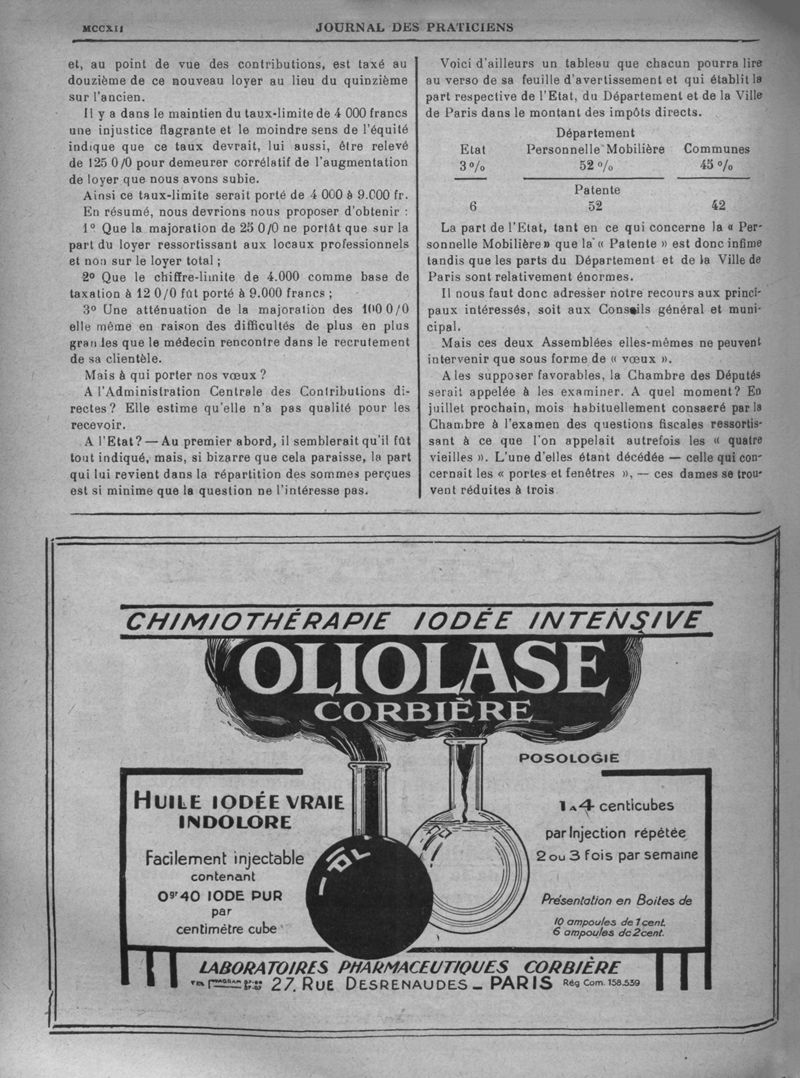 MCCXII
JOURNAL DES PRATICIENS
et, au point de vue des contributions, est taxé au
douzième de ce nouveau loyer au lieu du quinzième
sur l'ancien.
Il y a dans le maintien du taux-limite de 4 000 francs
une injustice flagrante et le moindre sens de l'équité
indique que ce taux devrait, lui aussi, être relevé
de 125 0/0 pour demeurer corrélatif de l'augmentation
de loyer que nous avons subie.
Ainsi ce taux-limite serait porté de 4 000 à 9.000 fr.
En résumé, nous devrions nous proposer d'obtenir :
1° Que la majoration de 25 0/0 ne portât que sur la
part du loyer ressortissant aux locaux professionnels
et non sur le loyer total ;
2° Que le chiffre-limite de 4.000 comme base de
taxation à 12 0/0 fût porté à 9.000 francs ;
3° Une atténuation de la majoration des 100 0/0
elle même en raison des difficultés de plus en plus
grandes que le médecin rencontre dans le recrutement
de sa clientèle.
Mais à qui porter nos vœux ?
A l'Administration Centrale des Contributions di-
rectes ? Elle estime qu'elle n'a pas qualité pour les
recevoir.
A l'Etat ? — Au premier abord, il semblerait qu'il fût
tout indiqué, mais, si bizarre que cela paraisse, la part
qui lui revient dans la répartition des sommes perçues
est si minime que la question ne l'intéresse pas.
Voici d'ailleurs un tableau que chacun pourra lire
au verso de sa feuille d'avertissement et qui établit la
part respective de l'Etat, du Département et de la Ville
de Paris dans le montant des impôts directs.
Département
Etat Personnelle Mobilière Communes
3 % 52 % 45 %
Patente
6 52 42
La part de l'Etat, tant en ce qui concerne la « Per-
sonnelle Mobilière » que la « Patente » est donc infime
tandis que les parts du Département et de la Ville de
Paris sont relativement énormes.
Il nous faut donc adresser notre recours aux princi-
paux intéressés, soit aux Conseils général et muni-
cipal.
Mais ces deux Assemblées elles-mêmes ne peuvent
intervenir que sous forme de « vœux ».
A les supposer favorables, la Chambre des Députés
serait appelée à les examiner. A quel moment ? En
juillet prochain, mois habituellement consacré par la
Chambre à l'examen des questions fiscales ressortis-
sant à ce que l'on appelait autrefois les « quatre
vieilles ». L'une d'elles étant décédée — celle qui con-
cernait les « portes et fenêtres », — ces dames se trou-
vent réduites à trois
CHIMIOTHÉRAPIE IODÉE INTENSIVE
OLIOLASE
CORBIÈRE
HUILE IODÉE VRAIE
INDOLORE
Facilement injectable
contenant
0gr40 IODE PUR
par
centimètre cube
POSOLOGIE
1 A 4 centicubes
par Injection répétée
2 ou 3 fois par semaine
Présentation en Boites de
10 ampoules de 1 cent.
6 ampoules de 2 cent.
LABORATOIRES PHARMACEUTIQUES CORBIÈRE
27, RUE DESRENAUDES _ PARIS Rég Com. 158.539